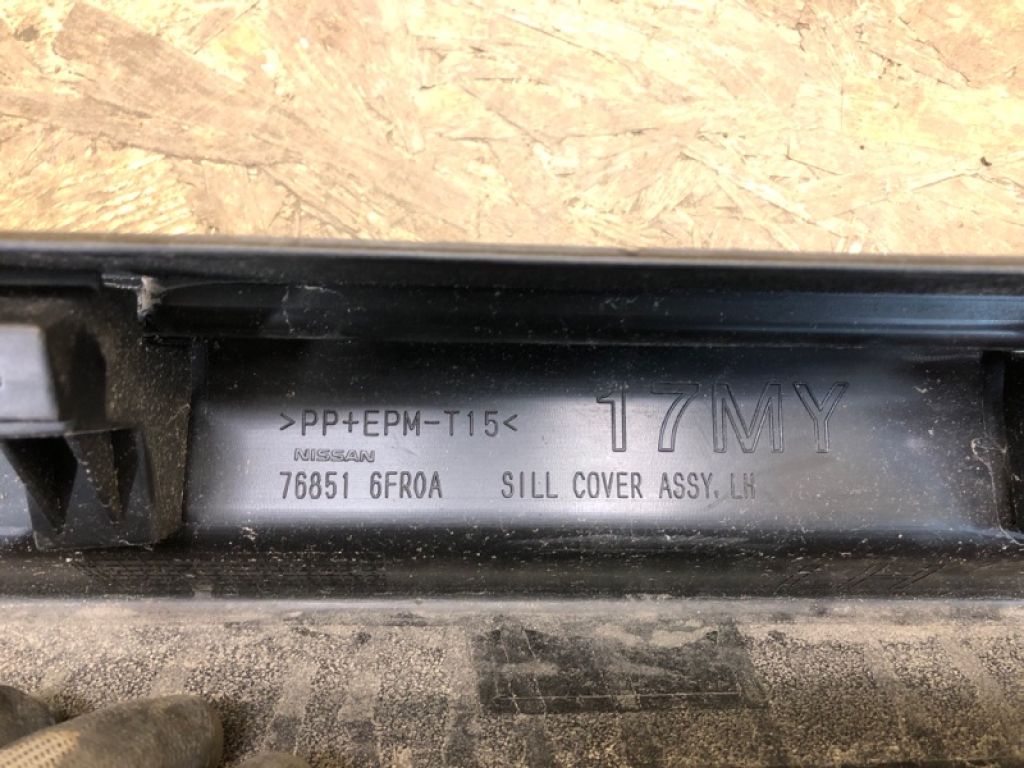 >PP+EPM-T15<
17MY
NISSAN
76851 6FR0A SILL COVER ASSY, LH